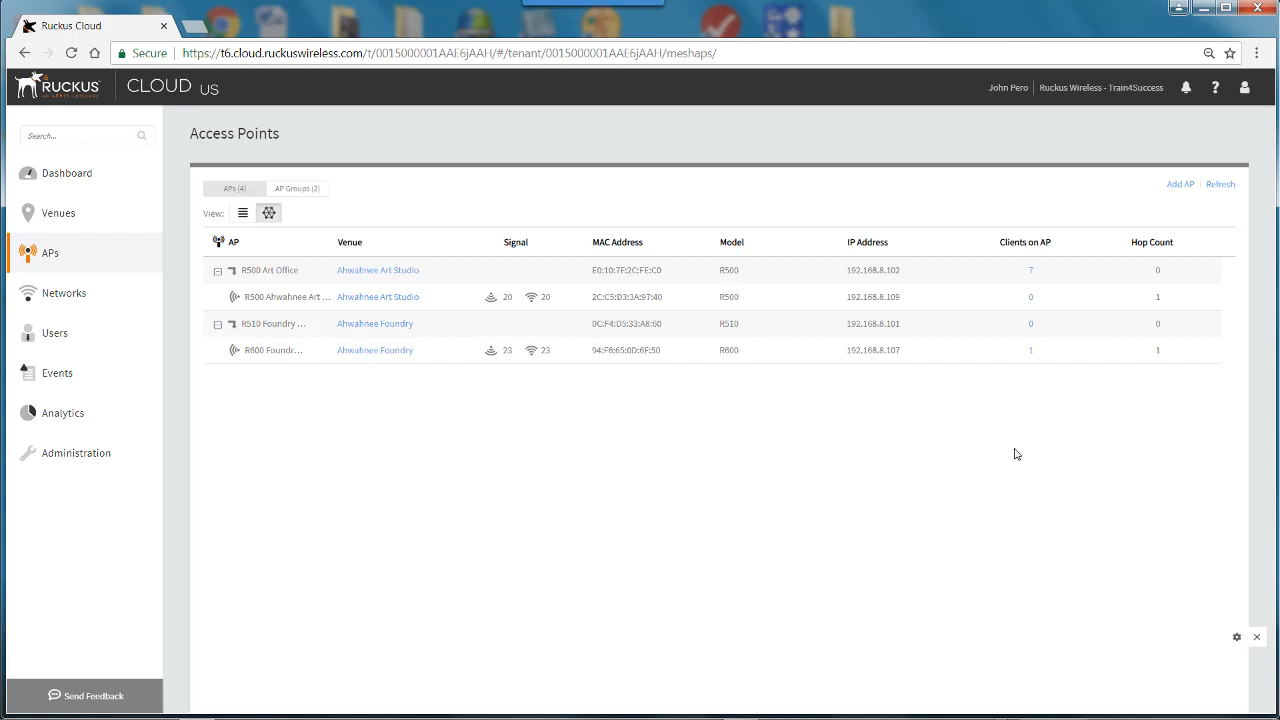 Ruckus Cloud
Secure https://t6.cloud.ruckuswireless.com/t/0015000001AAE6jAAH/#/tenant/0015000001AAE6jAAH/meshaps/
RUCKUS CLOUD US John Pero Ruckus Wireless - Train4Success ?
an ARRIS company
Search...
Dashboard
Venues
APs
Networks
Users
Events
Analytics
Administration
Send Feedback
Access Points
APs (4) AP Groups (2) Add AP Refresh
View:
AP Venue Signal MAC Address Model IP Address Clients on AP Hop Count
R500 Art Office Ahwahnee Art Studio E0:10:7F:2C:FE:C0 R500 192.168.8.102 7 0
R500 Ahwahnee Art ... Ahwahnee Art Studio 20 20 2C:C5:D3:3A:97:40 R500 192.168.8.109 0 1
R510 Foundry ... Ahwahnee Foundry 0C:F4:D5:33:A8:60 R510 192.168.8.101 0 0
R600 Foundr... Ahwahnee Foundry 23 23 94:F6:65:0D:6F:50 R600 192.168.8.107 1 1